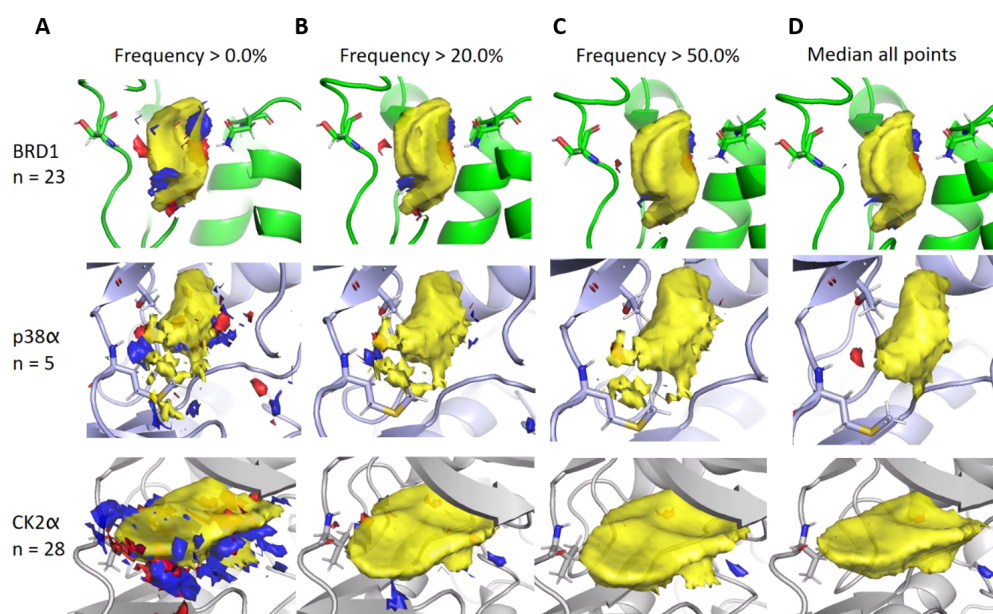 A B C D
Frequency > 0.0% Frequency > 20.0% Frequency > 50.0% Median all points
BRD1
n = 23
p38α
n = 5
CK2α
n = 28